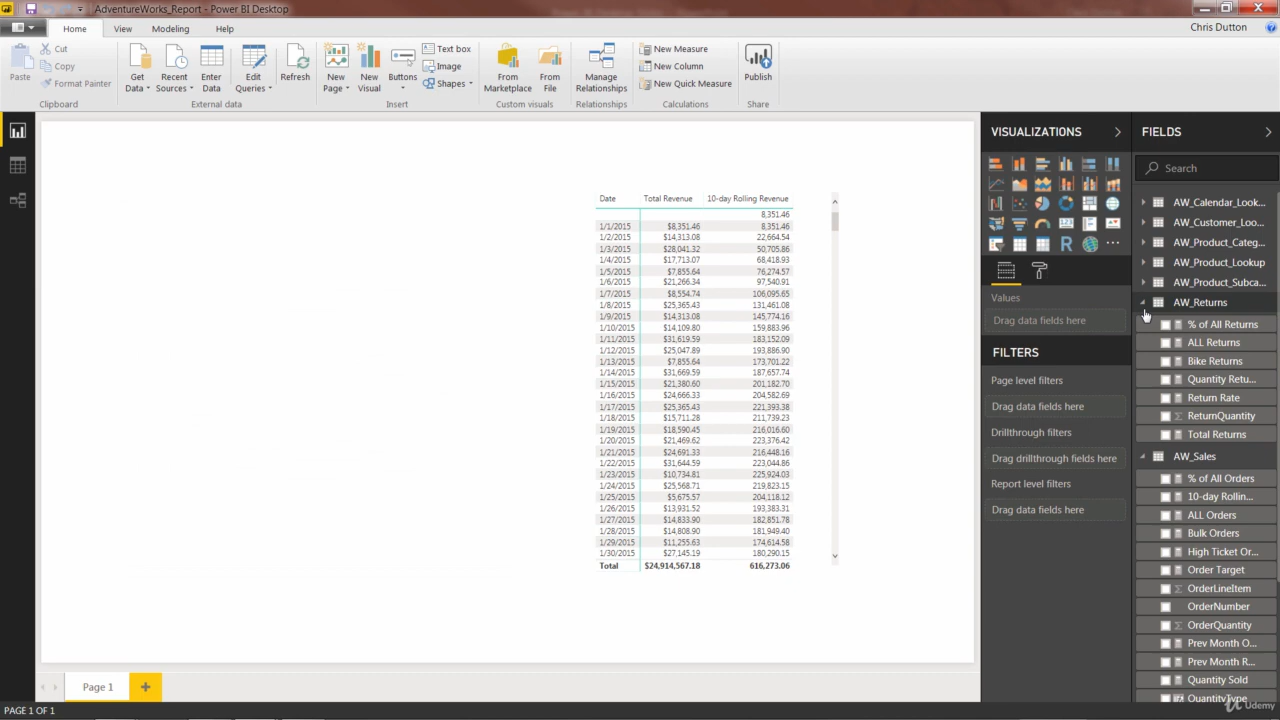 AdventureWorks_Report - Power BI Desktop
Home View Modeling Help
Chris Dutton
Paste
Cut
Copy
Format Painter
Clipboard
Get Data
Recent Sources
Enter Data
Edit Queries
Refresh
External data
New Page
New Visual
Buttons
Text box
Image
Shapes
Insert
From Marketplace
From File
Custom visuals
Manage Relationships
Relationships
New Measure
New Column
New Quick Measure
Calculations
Publish
Share
Date Total Revenue 10-day Rolling Revenue
8,351.46
1/1/2015 $8,351.46 8,351.46
1/2/2015 $14,313.08 22,664.54
1/3/2015 $28,041.32 50,705.86
1/4/2015 $17,713.07 68,418.93
1/5/2015 $7,855.64 76,274.57
1/6/2015 $21,266.34 97,540.91
1/7/2015 $8,554.74 106,095.65
1/8/2015 $25,365.43 131,461.08
1/9/2015 $14,313.08 145,774.16
1/10/2015 $14,109.80 159,883.96
1/11/2015 $31,619.59 183,152.09
1/12/2015 $25,047.89 193,886.90
1/13/2015 $7,855.64 173,701.22
1/14/2015 $31,669.59 187,657.74
1/15/2015 $21,380.60 201,182.70
1/16/2015 $24,666.33 204,582.69
1/17/2015 $25,365.43 221,393.38
1/18/2015 $15,711.28 211,739.23
1/19/2015 $18,590.45 216,016.60
1/20/2015 $21,469.62 223,376.42
1/21/2015 $24,691.33 216,448.16
1/22/2015 $31,644.59 223,044.86
1/23/2015 $10,734.81 225,924.03
1/24/2015 $25,568.71 219,823.15
1/25/2015 $5,675.57 204,118.12
1/26/2015 $13,931.52 193,383.31
1/27/2015 $14,833.90 182,851.78
1/28/2015 $14,808.90 181,949.40
1/29/2015 $11,255.63 174,614.58
1/30/2015 $27,145.19 180,290.15
Total $24,914,567.18 616,273.06
VISUALIZATIONS
R
Values
Drag data fields here
FILTERS
Page level filters
Drag data fields here
Drillthrough filters
Drag drillthrough fields here
Report level filters
Drag data fields here
FIELDS
Search
AW_Calendar_Look...
AW_Customer_Loo...
AW_Product_Categ...
AW_Product_Lookup
AW_Product_Subca...
AW_Returns
% of All Returns
ALL Returns
Bike Returns
Quantity Retu...
Return Rate
ReturnQuantity
Total Returns
AW_Sales
% of All Orders
10-day Rollin...
ALL Orders
Bulk Orders
High Ticket Or...
Order Target
OrderLineItem
OrderNumber
OrderQuantity
Prev Month O...
Prev Month R...
Quantity Sold
QuantityType
Page 1
PAGE 1 OF 1
Udemy